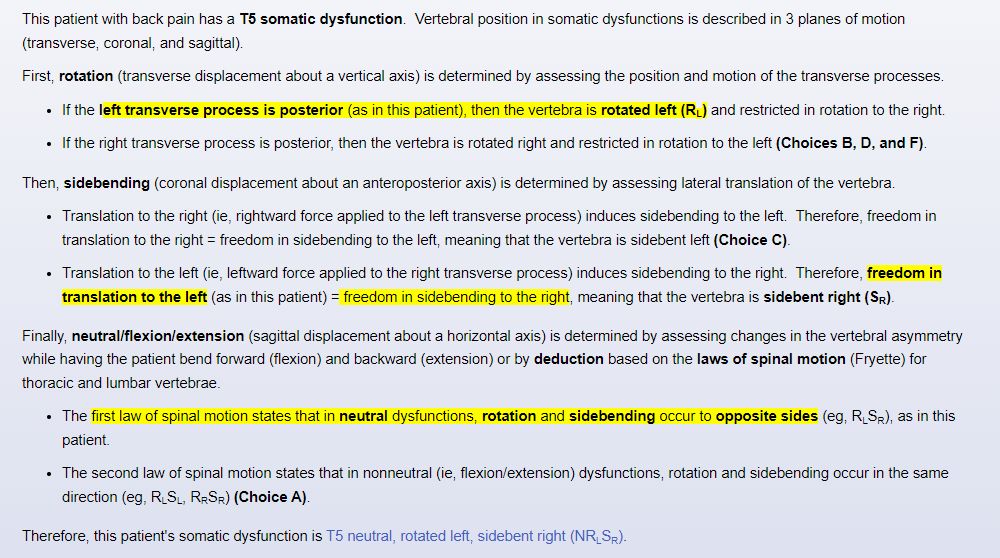 This patient with back pain has a T5 somatic dysfunction. Vertebral position in somatic dysfunctions is described in 3 planes of motion
(transverse, coronal, and sagittal).
First, rotation (transverse displacement about a vertical axis) is determined by assessing the position and motion of the transverse processes.
• If the left transverse process is posterior (as in this patient), then the vertebra is rotated left (RL) and restricted in rotation to the right.
• If the right transverse process is posterior, then the vertebra is rotated right and restricted in rotation to the left (Choices B, D, and F).
Then, sidebending (coronal displacement about an anteroposterior axis) is determined by assessing lateral translation of the vertebra.
• Translation to the right (ie, rightward force applied to the left transverse process) induces sidebending to the left. Therefore, freedom in
translation to the right = freedom in sidebending to the left, meaning that the vertebra is sidebent left (Choice C).
• Translation to the left (ie, leftward force applied to the right transverse process) induces sidebending to the right. Therefore, freedom in
translation to the left (as in this patient) = freedom in sidebending to the right, meaning that the vertebra is sidebent right (SR).
Finally, neutral/flexion/extension (sagittal displacement about a horizontal axis) is determined by assessing changes in the vertebral asymmetry
while having the patient bend forward (flexion) and backward (extension) or by deduction based on the laws of spinal motion (Fryette) for
thoracic and lumbar vertebrae.
• The first law of spinal motion states that in neutral dysfunctions, rotation and sidebending occur to opposite sides (eg, RLSR), as in this
patient.
• The second law of spinal motion states that in nonneutral (ie, flexion/extension) dysfunctions, rotation and sidebending occur in the same
direction (eg, RLSL, RRSR) (Choice A).
Therefore, this patient's somatic dysfunction is T5 neutral, rotated left, sidebent right (NRLSR).